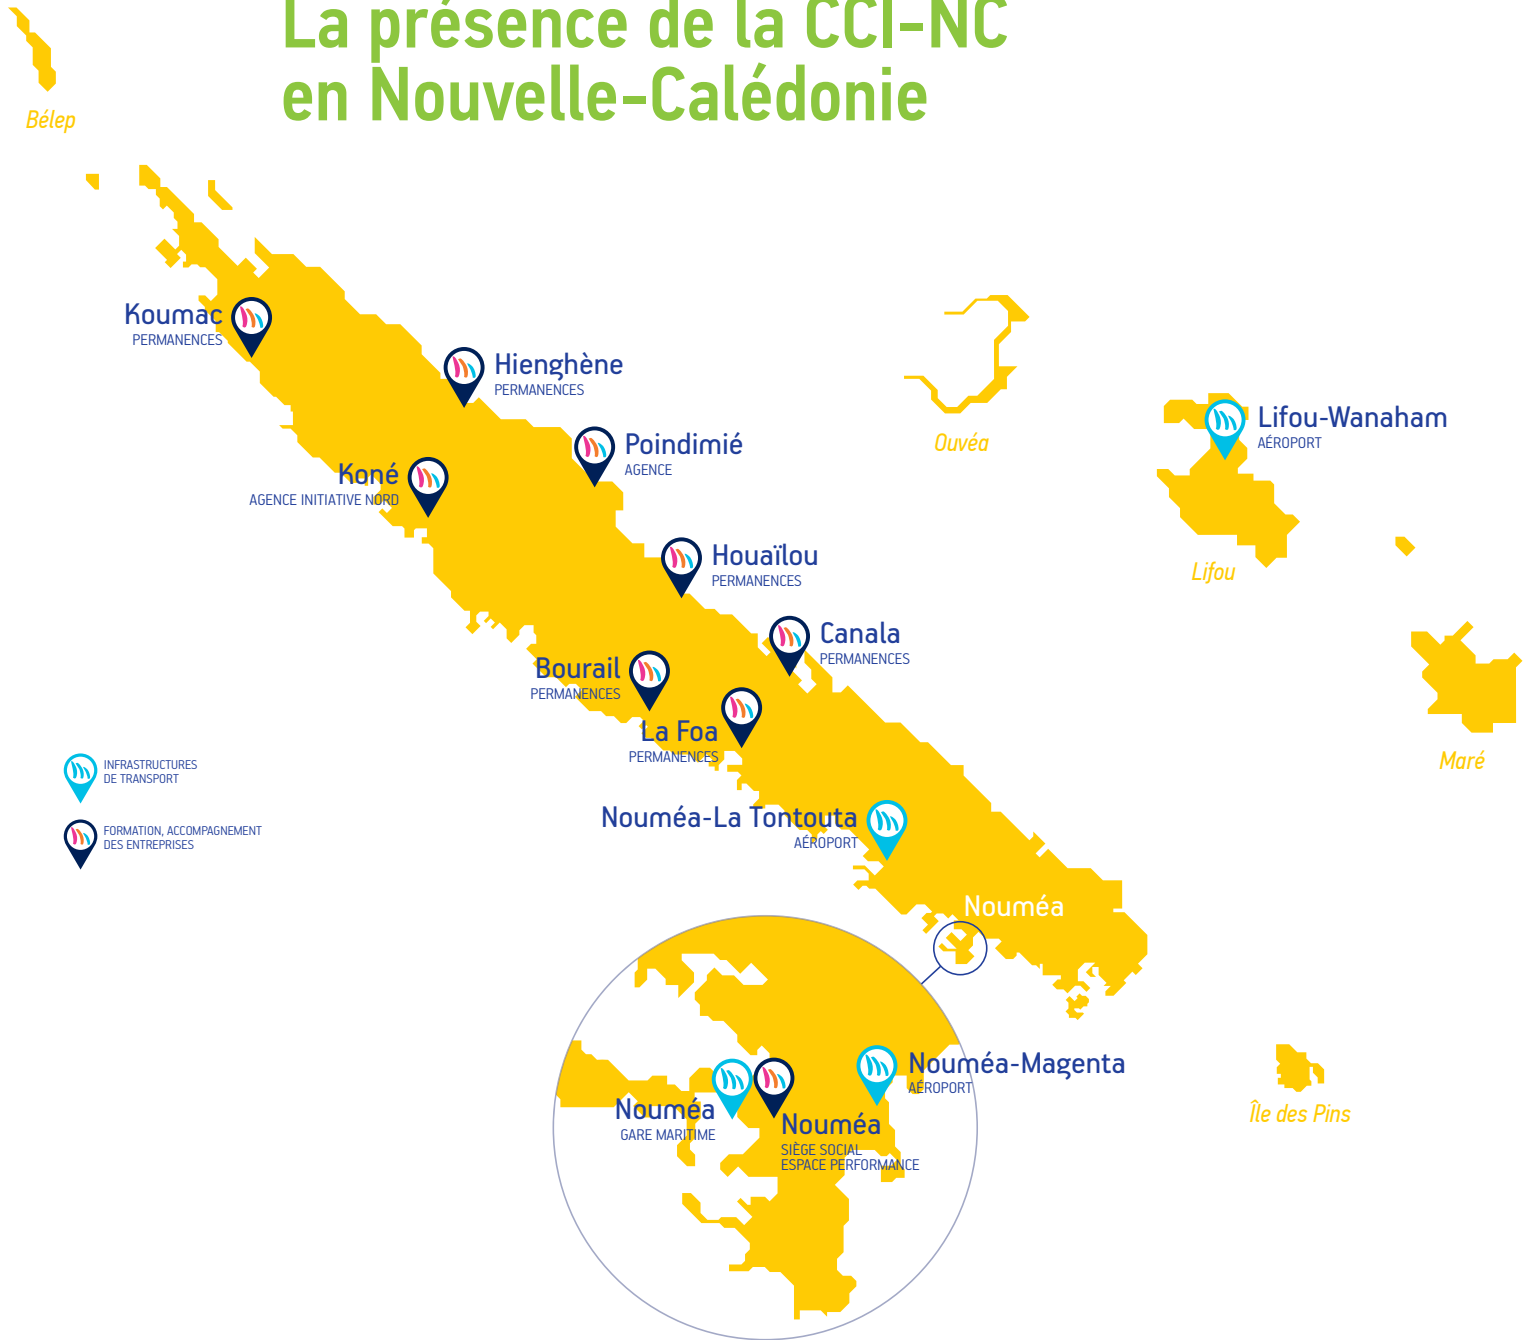 La présence de la CCI-NC
en Nouvelle-Calédonie
Bélep
Koumac
PERMANENCES
Hienghène
PERMANENCES
Poindimié
AGENCE
Koné
AGENCE INITIATIVE NORD
Ouvéa
Lifou-Wanaham
AÉROPORT
Lifou
Houaïlou
PERMANENCES
Canala
PERMANENCES
Bourail
PERMANENCES
La Foa
PERMANENCES
Maré
INFRASTRUCTURES
DE TRANSPORT
FORMATION, ACCOMPAGNEMENT
DES ENTREPRISES
Nouméa-La Tontouta
AÉROPORT
Nouméa
Nouméa-Magenta
AÉROPORT
Nouméa
GARE MARITIME
Nouméa
SIÈGE SOCIAL
ESPACE PERFORMANCE
Île des Pins